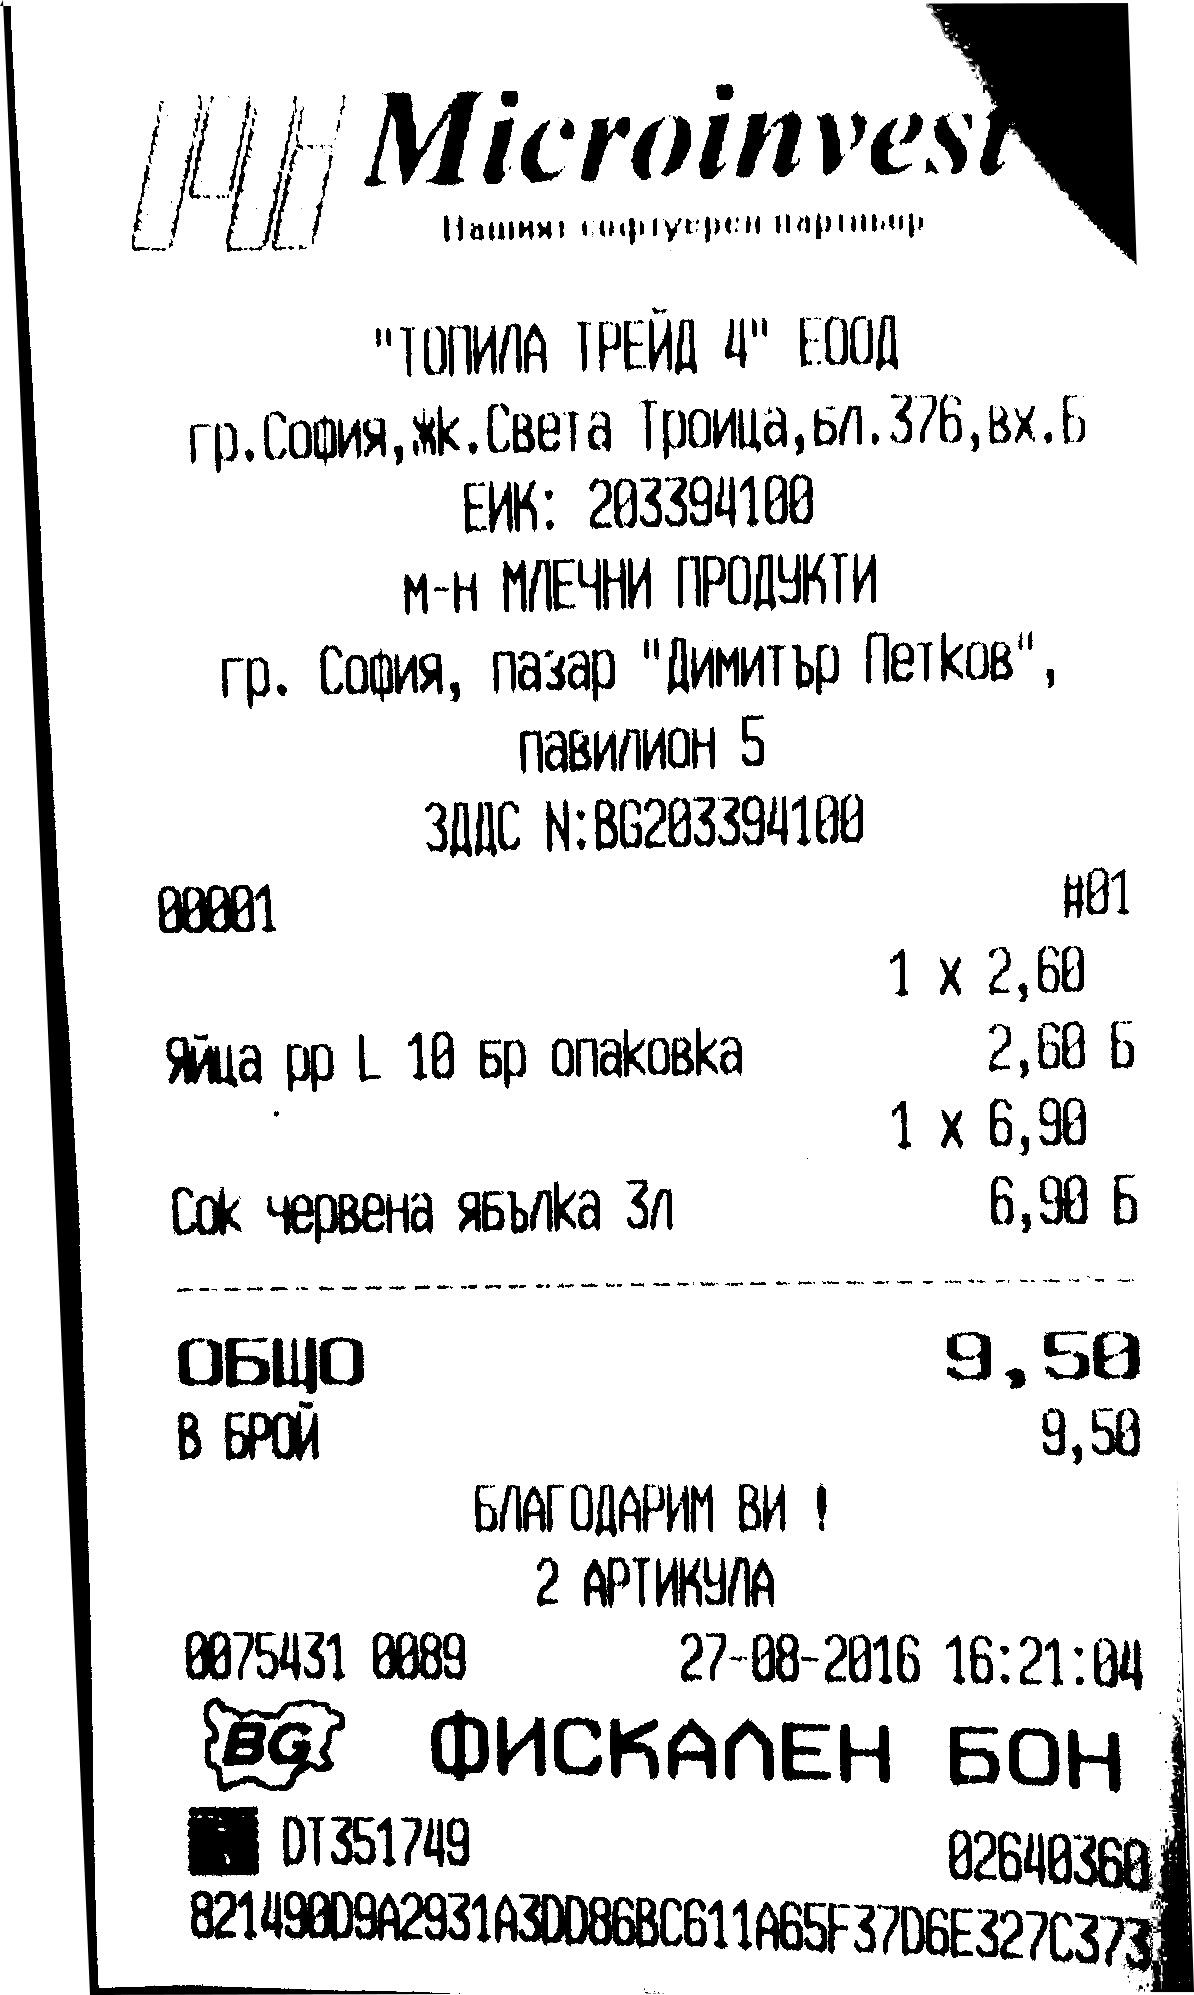 Microinvest
Нашият софтуерен партньор
"ТОПИЛА ТРЕЙД 4" ЕООД
гр.София,жк.Света Троица,бл.376,вх.Б
ЕИК: 203394100
м-н МЛЕЧНИ ПРОДУКТИ
гр. София, пазар "Димитър Петков",
павилион 5
ЗДДС N:BG203394100
00001 #01
1 x 2,60
Яйца рр L 10 бр опаковка 2,60 Б
1 x 6,90
Сок червена ябълка 3л 6,90 Б
ОБЩО 9,50
В БРОЙ 9,50
БЛАГОДАРИМ ВИ !
2 АРТИКУЛА
0075431 0089 27-08-2016 16:21:04
BG ФИСКАЛЕН БОН
DT351749 02640360
821490D9A2931A3DD86BC611A65F37D6E327C373